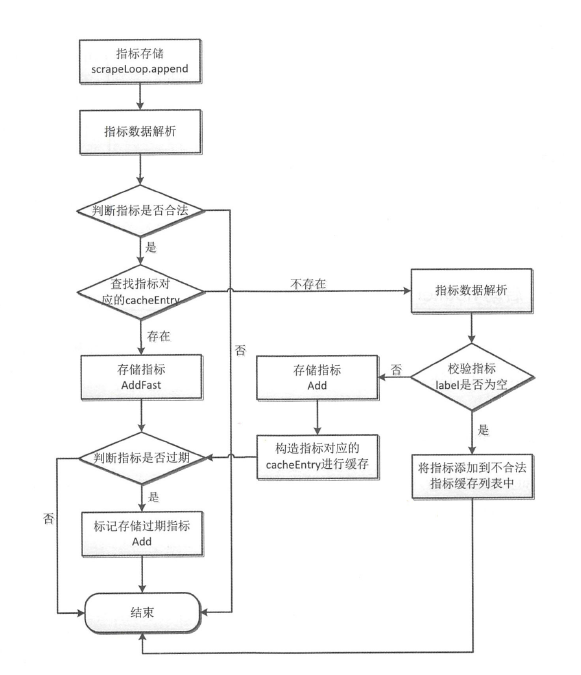 指标存储
scrapeLoop.append
指标数据解析
判断指标是否合法
是
查找指标对
应的cacheEntry
不存在
指标数据解析
存在
否
存储指标
AddFast
存储指标
Add
否
校验指标
label是否为空
是
判断指标是否过期
构造指标对应的
cacheEntry进行缓存
将指标添加到不合法
指标缓存列表中
是
否
标记存储过期指标
Add
结束